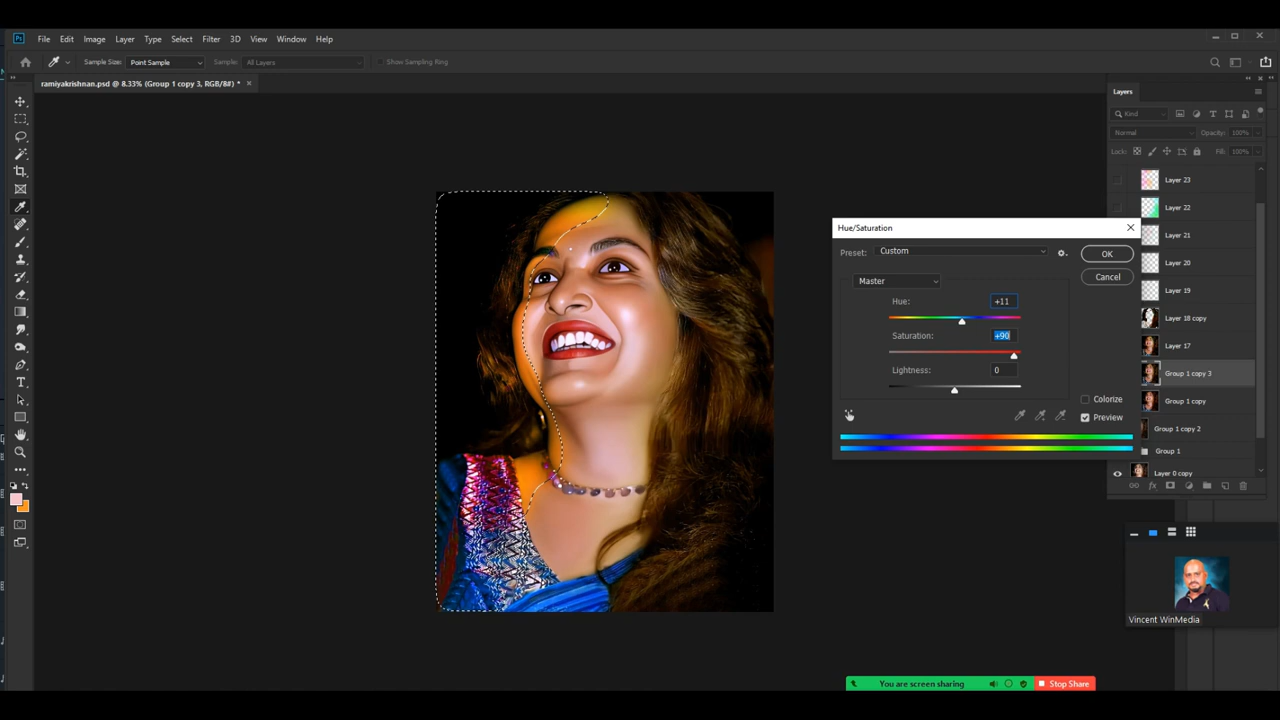 Ps File Edit Image Layer Type Select Filter 3D View Window Help
Sample Size: Point Sample Sample: All Layers Show Sampling Ring
ramiyakrishnan.psd @ 8.33% (Group 1 copy 3, RGB/8#) * ×
Layers
Kind
Normal Opacity: 100%
Lock: Fill: 100%
Layer 23
Layer 22
Layer 21
Layer 20
Layer 19
Layer 18 copy
Layer 17
Group 1 copy 3
Group 1 copy
Group 1 copy 2
Group 1
Layer 0 copy
fx
Hue/Saturation
Preset: Custom
OK
Cancel
Master
Hue: +11
Saturation: +90
Lightness: 0
Colorize
Preview
Vincent WinMedia
You are screen sharing Stop Share